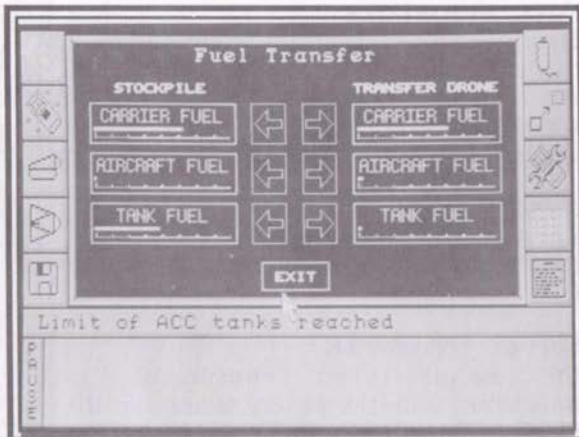 Fuel Transfer
STOCKPILE TRANSFER DRONE
CARRIER FUEL CARRIER FUEL
AIRCRAFT FUEL AIRCRAFT FUEL
TANK FUEL TANK FUEL
EXIT
Limit of ACC tanks reached
PAUSE